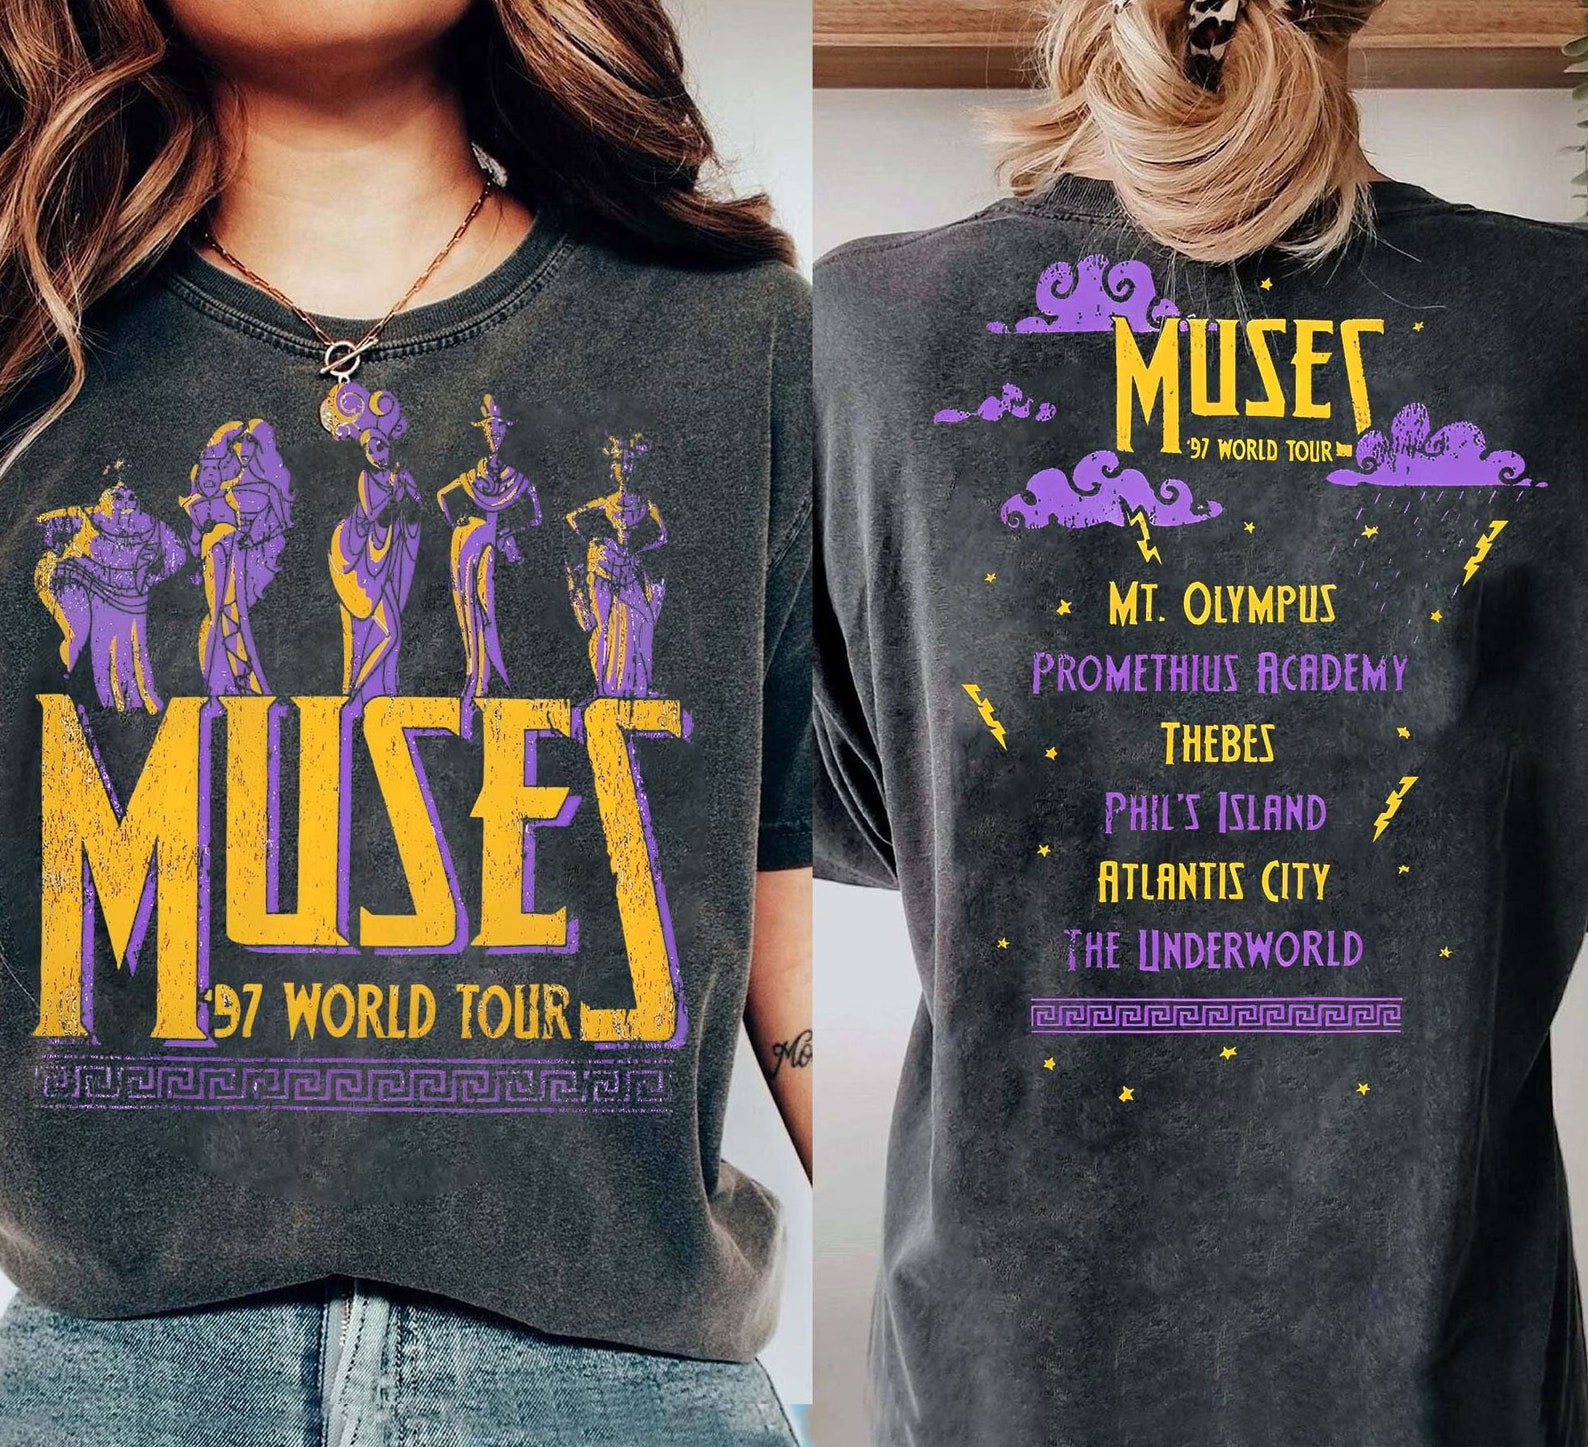 MUSES
'97 WORLD TOUR
MUSES
'97 WORLD TOUR
MT. OLYMPUS
PROMETHIUS ACADEMY
THEBES
PHIL'S ISLAND
ATLANTIS CITY
THE UNDERWORLD
Mo